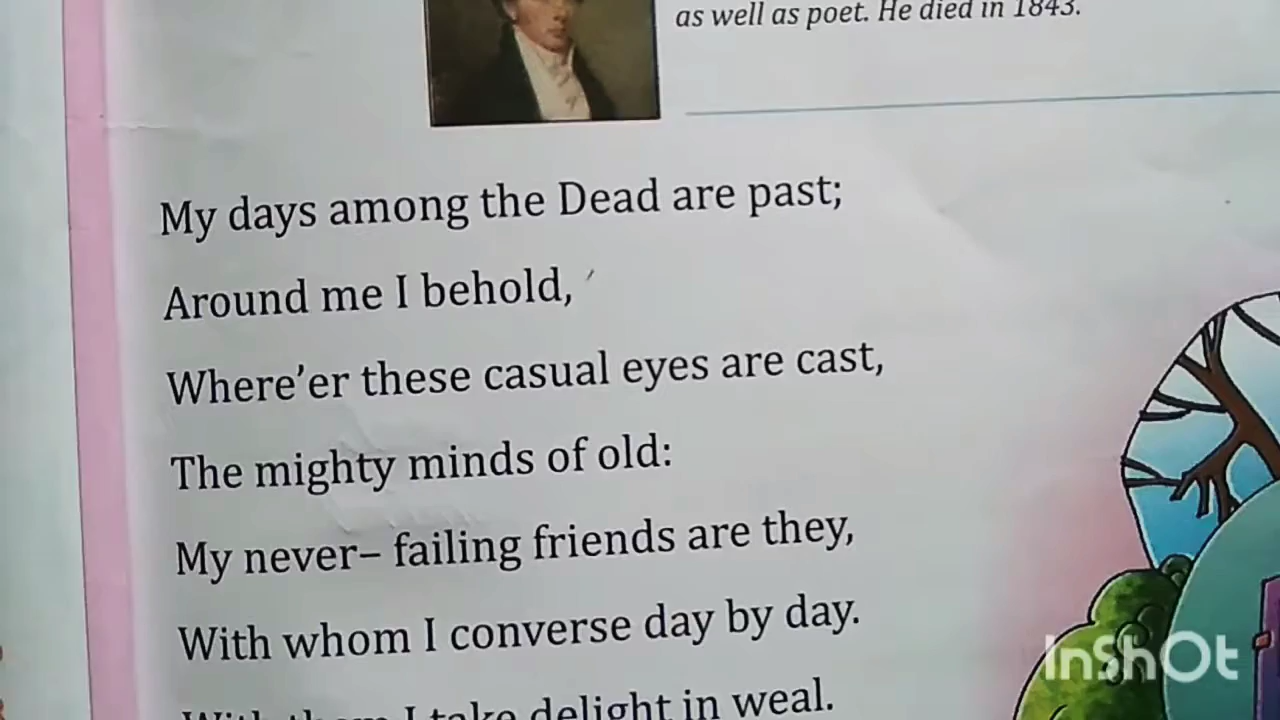 as well as poet. He died in 1843.
My days among the Dead are past;
Around me I behold,
Where'er these casual eyes are cast,
The mighty minds of old:
My never– failing friends are they,
With whom I converse day by day.
With them I take delight in weal.
InShOt